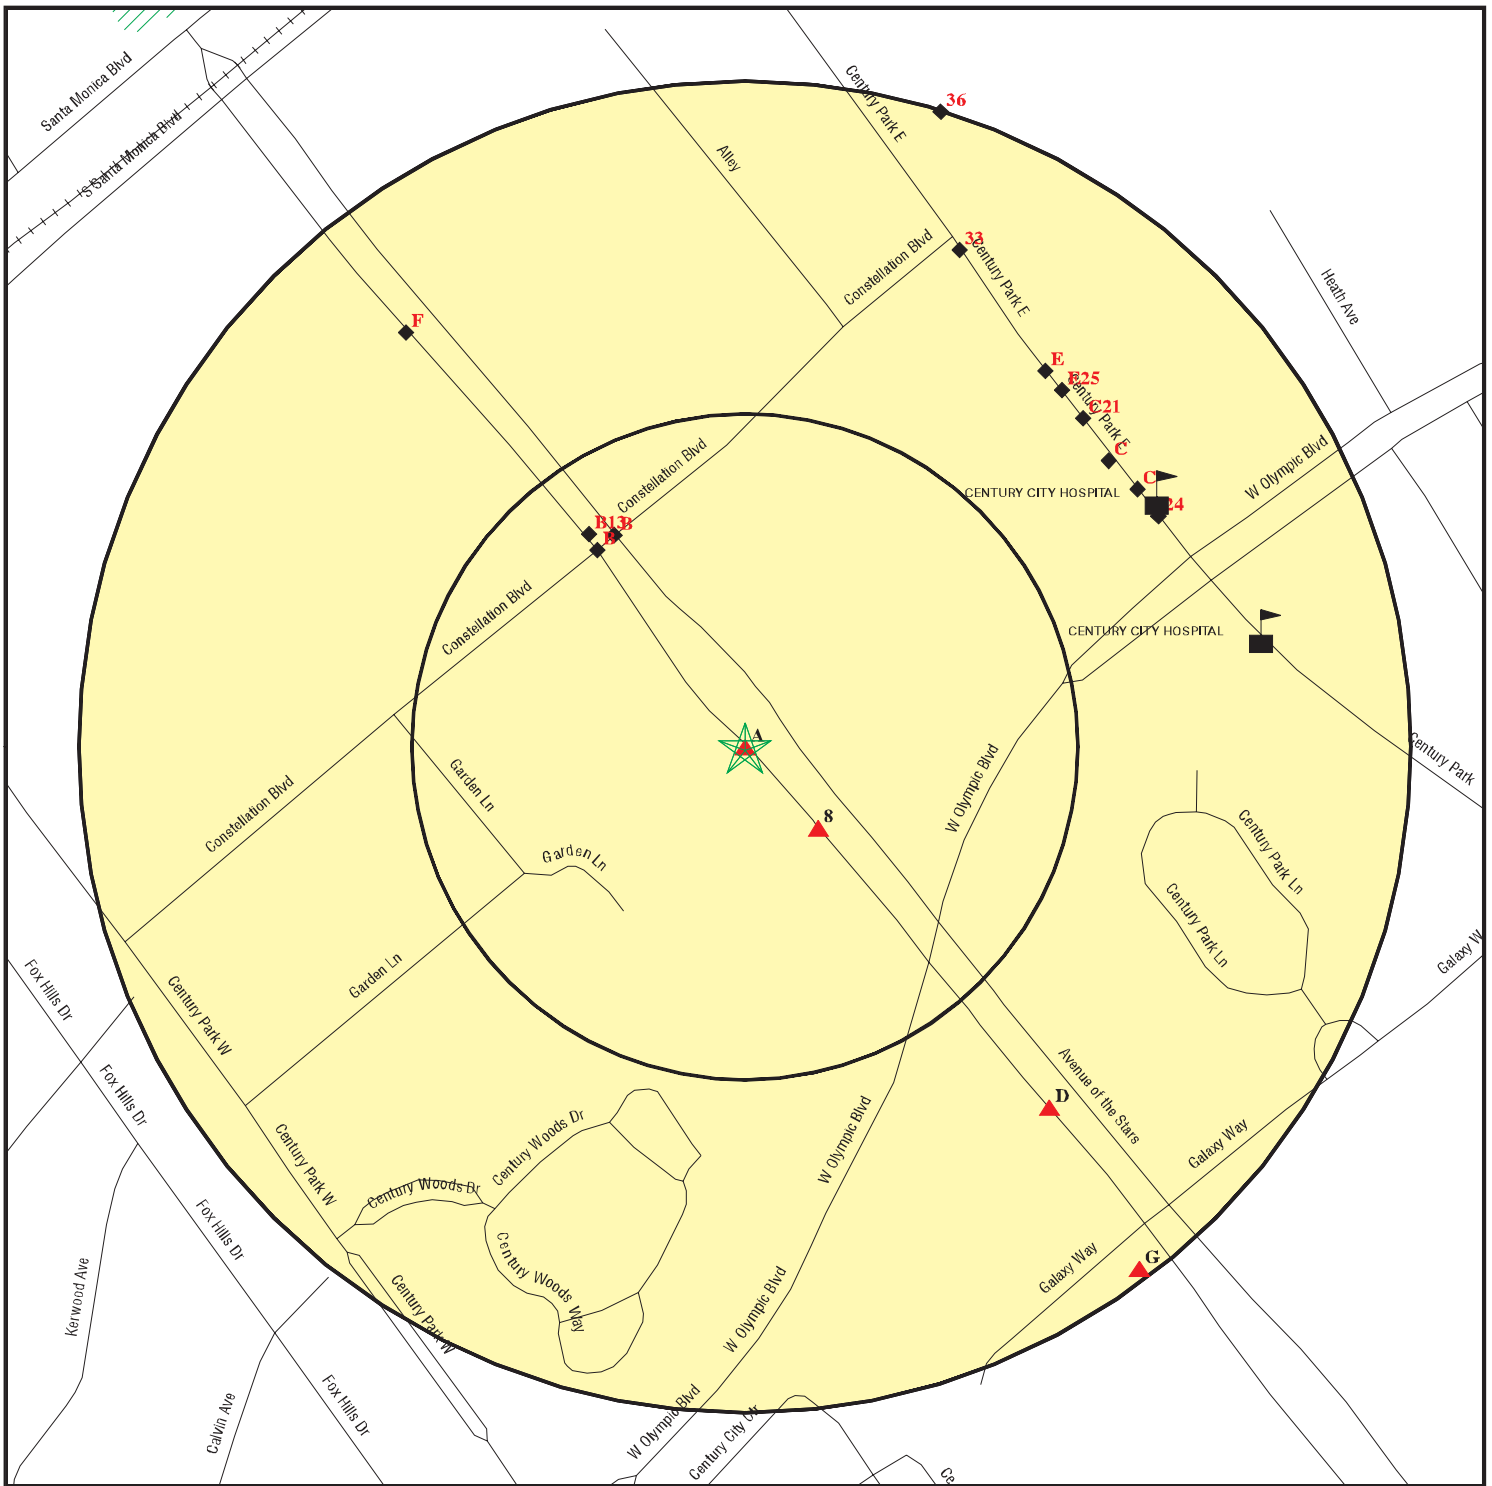 Santa Monica Blvd
S Santa Monica Blvd
Century Park E
36
Alley
Constellation Blvd
33
Century Park E
Heath Ave
F
E
E25
Century Park E
C21
C
W Olympic Blvd
Constellation Blvd
CENTURY CITY HOSPITAL
C
24
B13
B
B
Constellation Blvd
CENTURY CITY HOSPITAL
A
Century Park
Garden Ln
W Olympic Blvd
Constellation Blvd
8
Garden Ln
Century Park Ln
Century Park Ln
Garden Ln
Galaxy W
Fox Hills Dr
Century Park W
Fox Hills Dr
Avenue of the Stars
D
Century Woods Dr
W Olympic Blvd
Galaxy Way
Century Park W
Century Woods Dr
Fox Hills Dr
Century Woods Way
Galaxy Way
G
Kerwood Ave
Century Park W
W Olympic Blvd
Calvin Ave
Fox Hills Dr
W Olympic Blvd
Century City Ctr
Ce